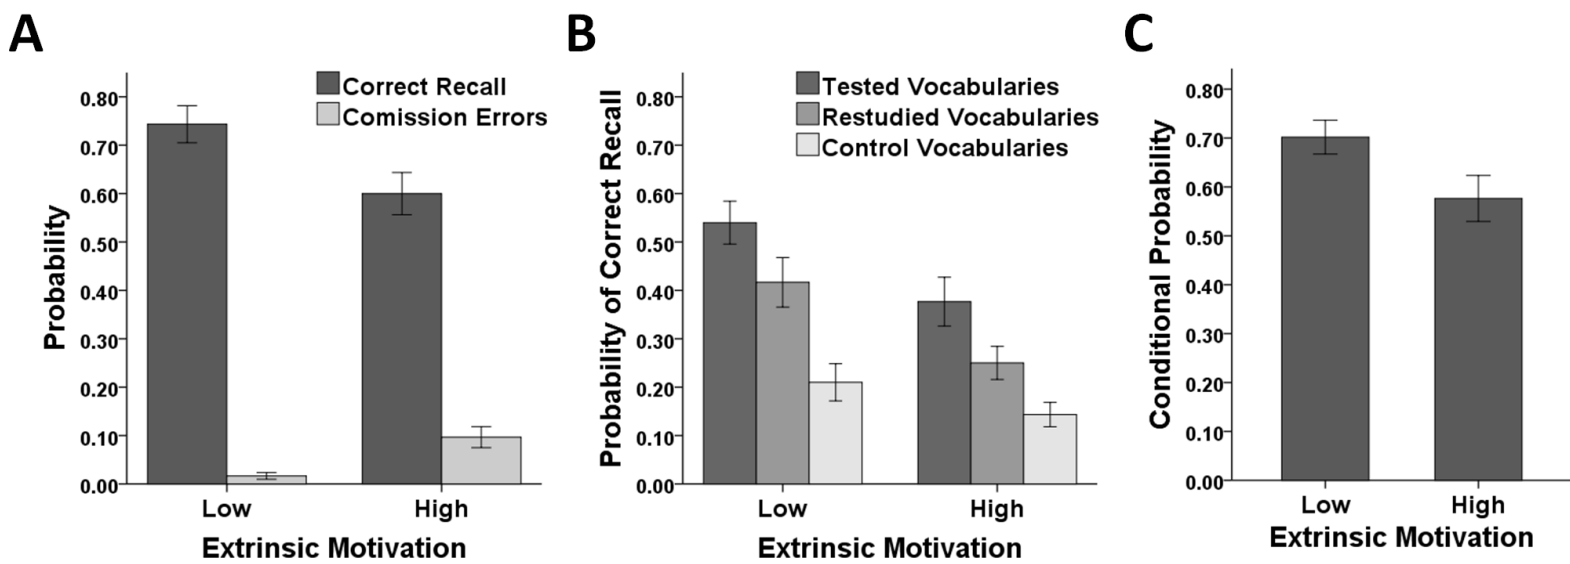 A
Correct Recall
Comission Errors
0.80
0.70
0.60
0.50
0.40
0.30
0.20
0.10
0.00
Probability
Low
High
Extrinsic Motivation
B
Tested Vocabularies
Restudied Vocabularies
Control Vocabularies
0.80
0.70
0.60
0.50
0.40
0.30
0.20
0.10
0.00
Probability of Correct Recall
Low
High
Extrinsic Motivation
C
0.80
0.70
0.60
0.50
0.40
0.30
0.20
0.10
0.00
Conditional Probability
Low
High
Extrinsic Motivation